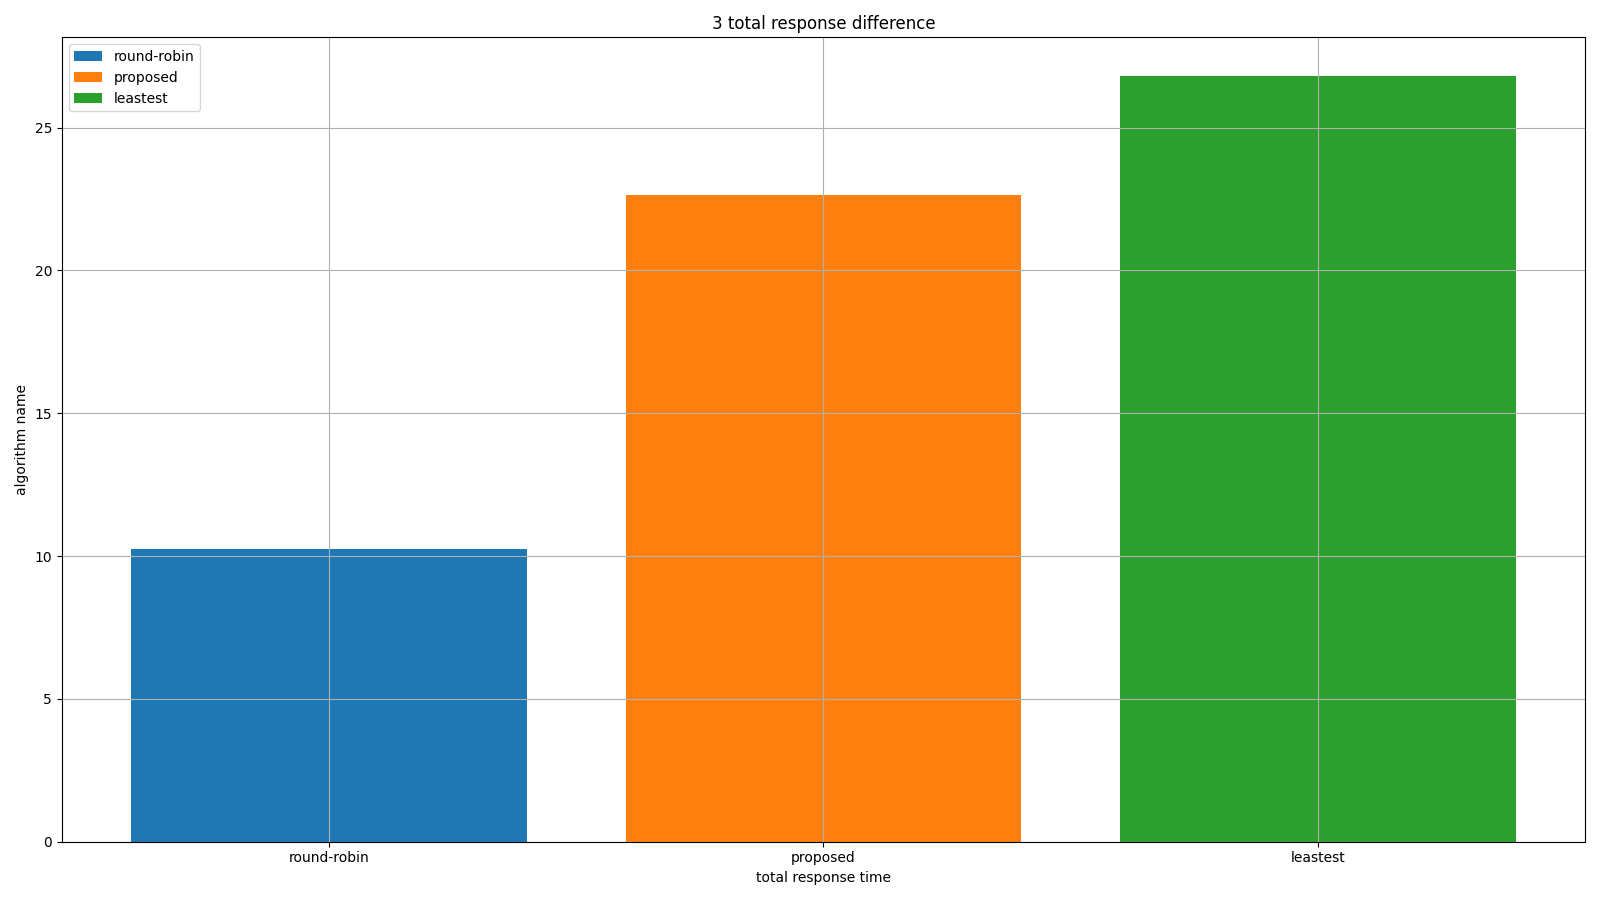 3 total response difference
round-robin
proposed
leastest
25
20
15
10
5
0
algorithm name
round-robin proposed leastest
total response time